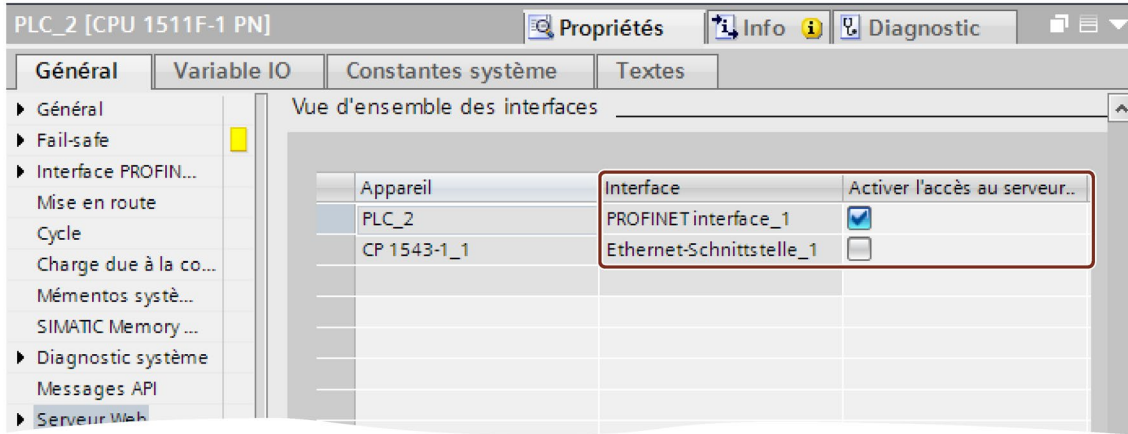 PLC_2 [CPU 1511F-1 PN]
Propriétés
Info
Diagnostic
Général
Variable IO
Constantes système
Textes
Général
Fail-safe
Interface PROFIN...
Mise en route
Cycle
Charge due à la co...
Mémentos systè...
SIMATIC Memory ...
Diagnostic système
Messages API
Serveur Web
Vue d'ensemble des interfaces
Appareil Interface Activer l'accès au serveur..
PLC_2 PROFINET interface_1
CP 1543-1_1 Ethernet-Schnittstelle_1